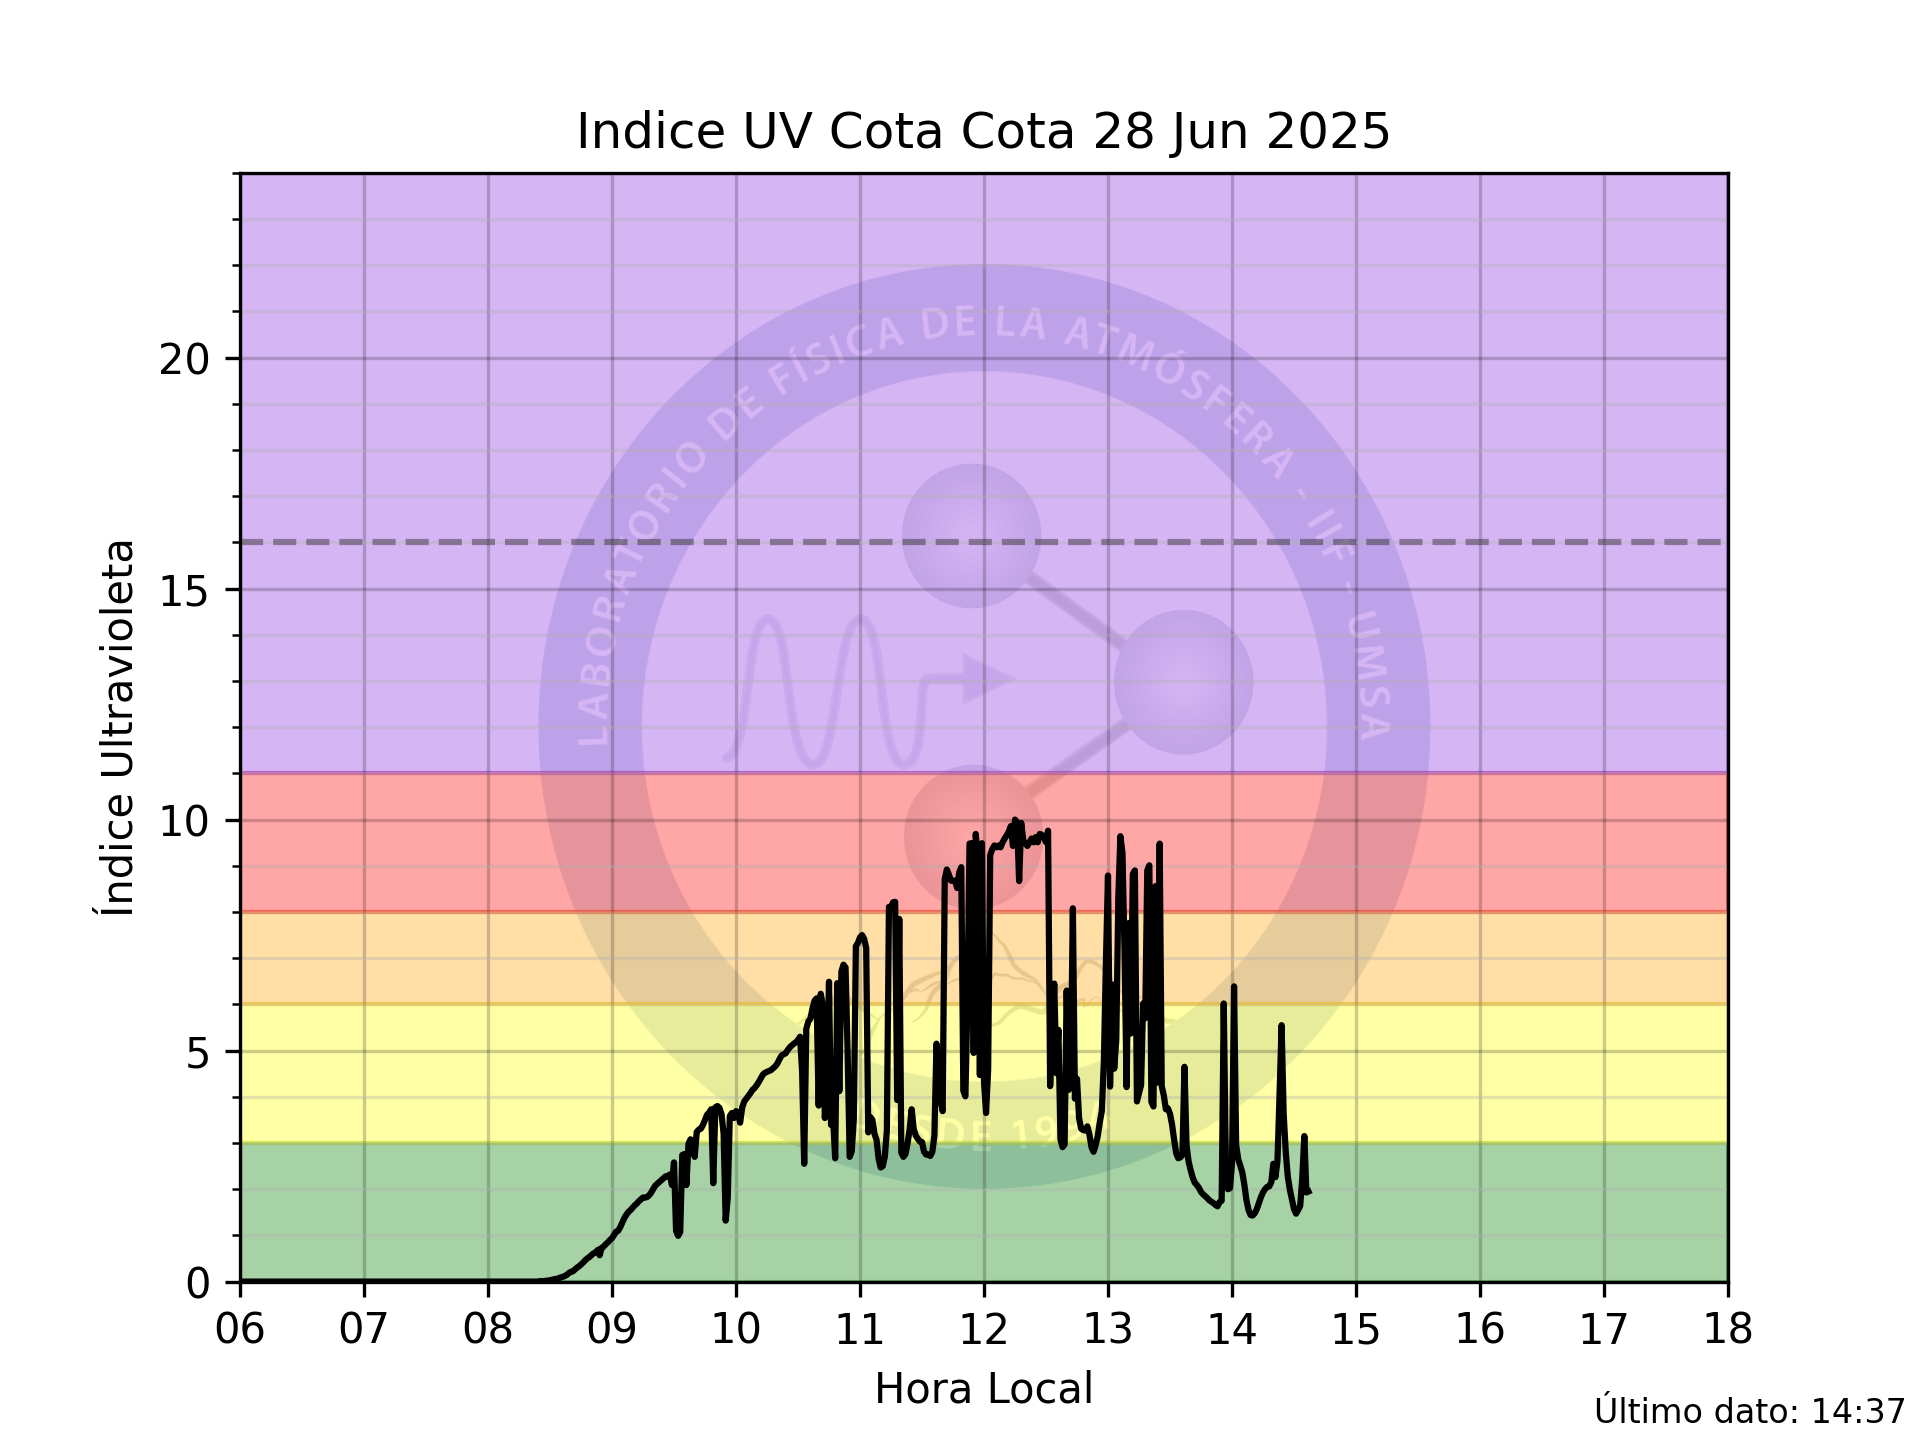 Indice UV Cota Cota 28 Jun 2025
Índice Ultravioleta
20
15
10
5
0
LABORATORIO DE FÍSICA DE LA ATMÓSFERA - IIF - UMSA
06 07 08 09 10 11 12 13 14 15 16 17 18
Hora Local
Último dato: 14:37